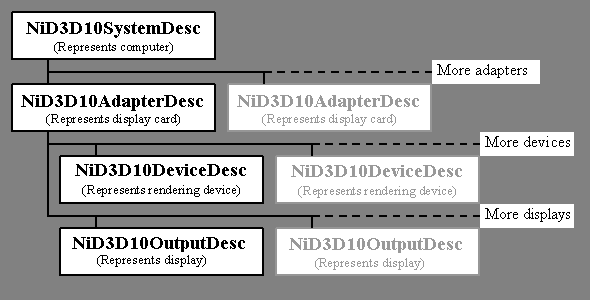 NiD3D10SystemDesc
(Represents computer)
More adapters
NiD3D10AdapterDesc
(Represents display card)
NiD3D10AdapterDesc
(Represents display card)
More devices
NiD3D10DeviceDesc
(Represents rendering device)
NiD3D10DeviceDesc
(Represents rendering device)
More displays
NiD3D10OutputDesc
(Represents display)
NiD3D10OutputDesc
(Represents display)